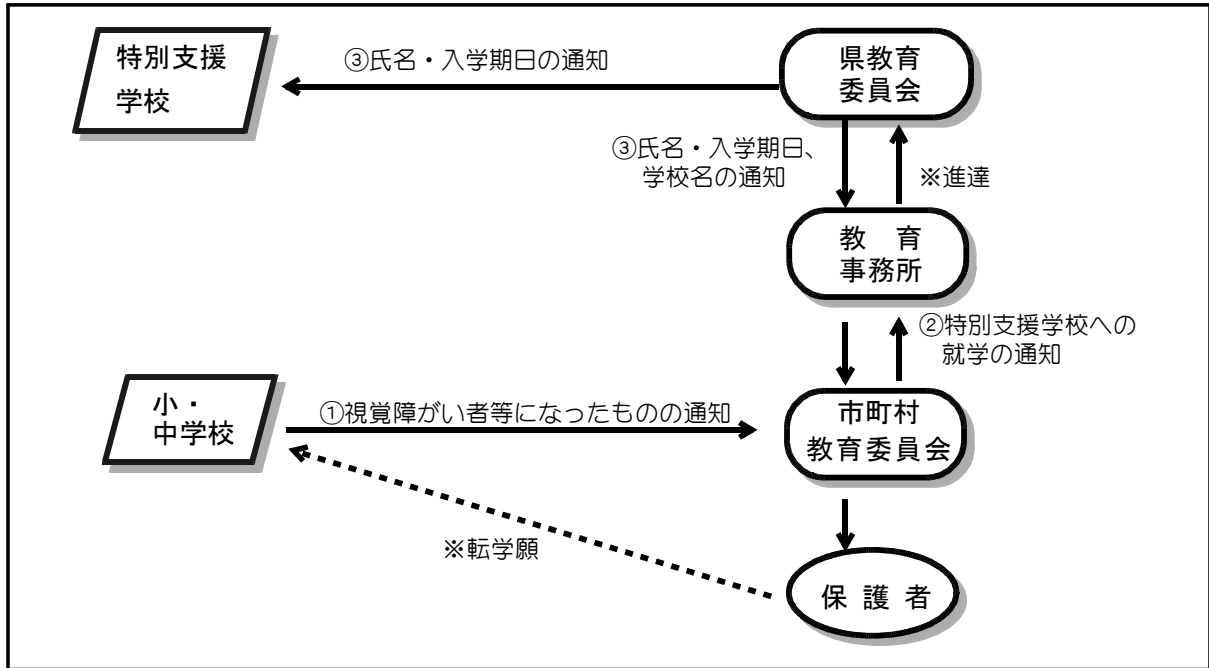 特別支援
学校
③氏名・入学期日の通知
県教育
委員会
③氏名・入学期日、
学校名の通知
※進達
教　育
事務所
②特別支援学校への
就学の通知
小・
中学校
①視覚障がい者等になったものの通知
市町村
教育委員会
※転学願
保 護 者